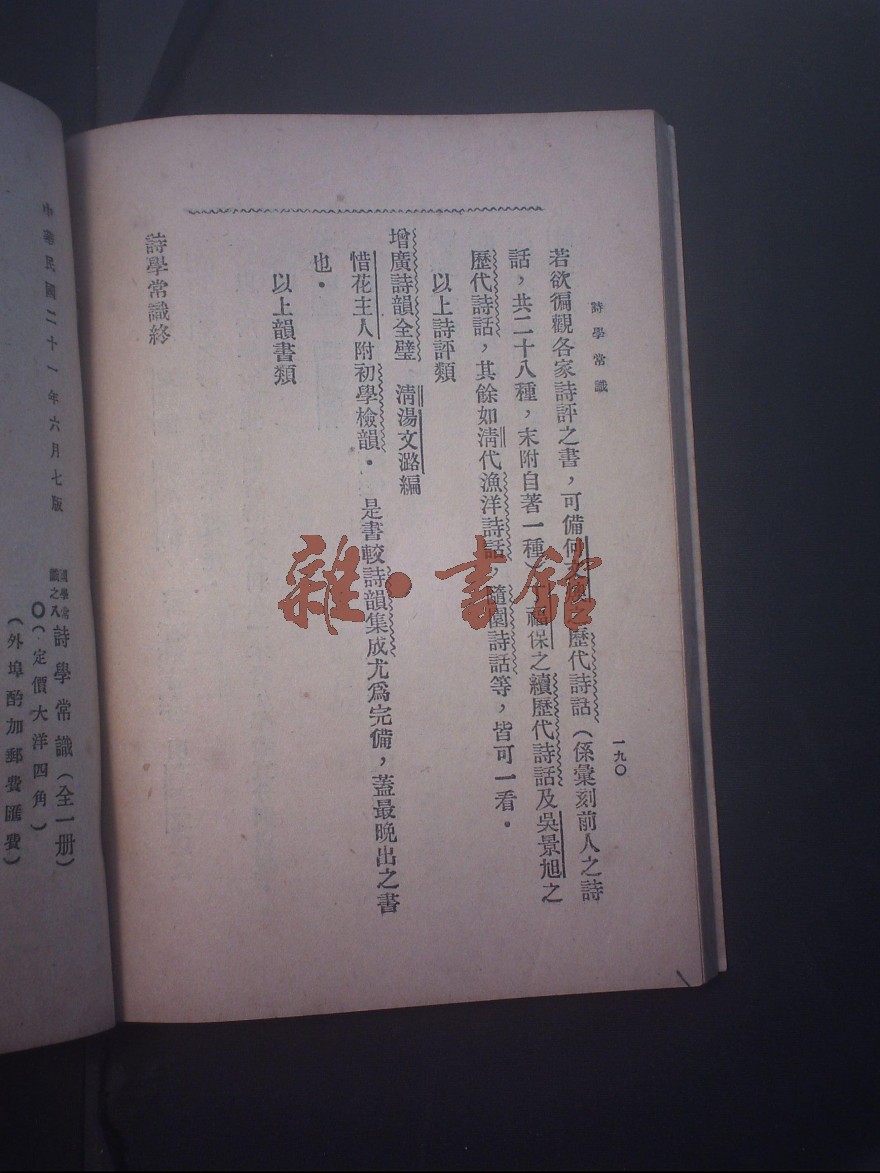 詩學常識
一九〇
若欲徧觀各家詩評之書，可備何之歷代詩話（係彙刻前人之詩
話，共二十八種，末附自著一種）福保之續歷代詩話及吳景旭之
歷代詩話，其餘如清代漁洋詩話，隨園詩話等，皆可一看．
以上詩評類
增廣詩韻全璧　清湯文潞編
惜花主人附初學檢韻．　是書較詩韻集成尤爲完備，蓋最晚出之書
也．
以上韻書類
詩學常識終
中華民國二十一年六月七版
詩學常識（全一册）
（定價大洋四角）
（外埠酌加郵費匯費）
雜·書館